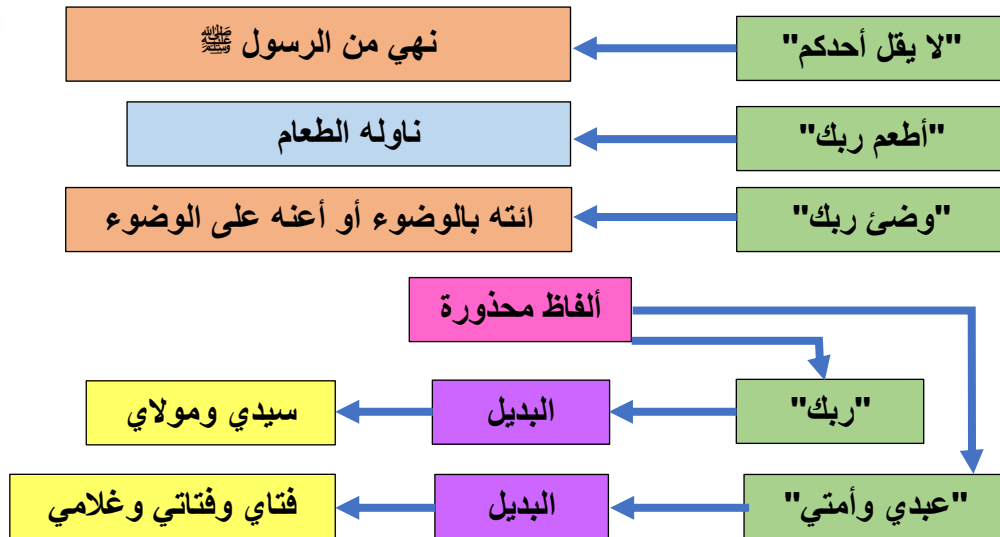 "لا يقل أحدكم"
نهي من الرسول ﷺ
"أطعم ربك"
ناوله الطعام
"وضئ ربك"
ائته بالوضوء أو أعنه على الوضوء
ألفاظ محذورة
"ربك"
البديل
سيدي ومولاي
"عبدي وأمتي"
البديل
فتاي وفتاتي وغلامي